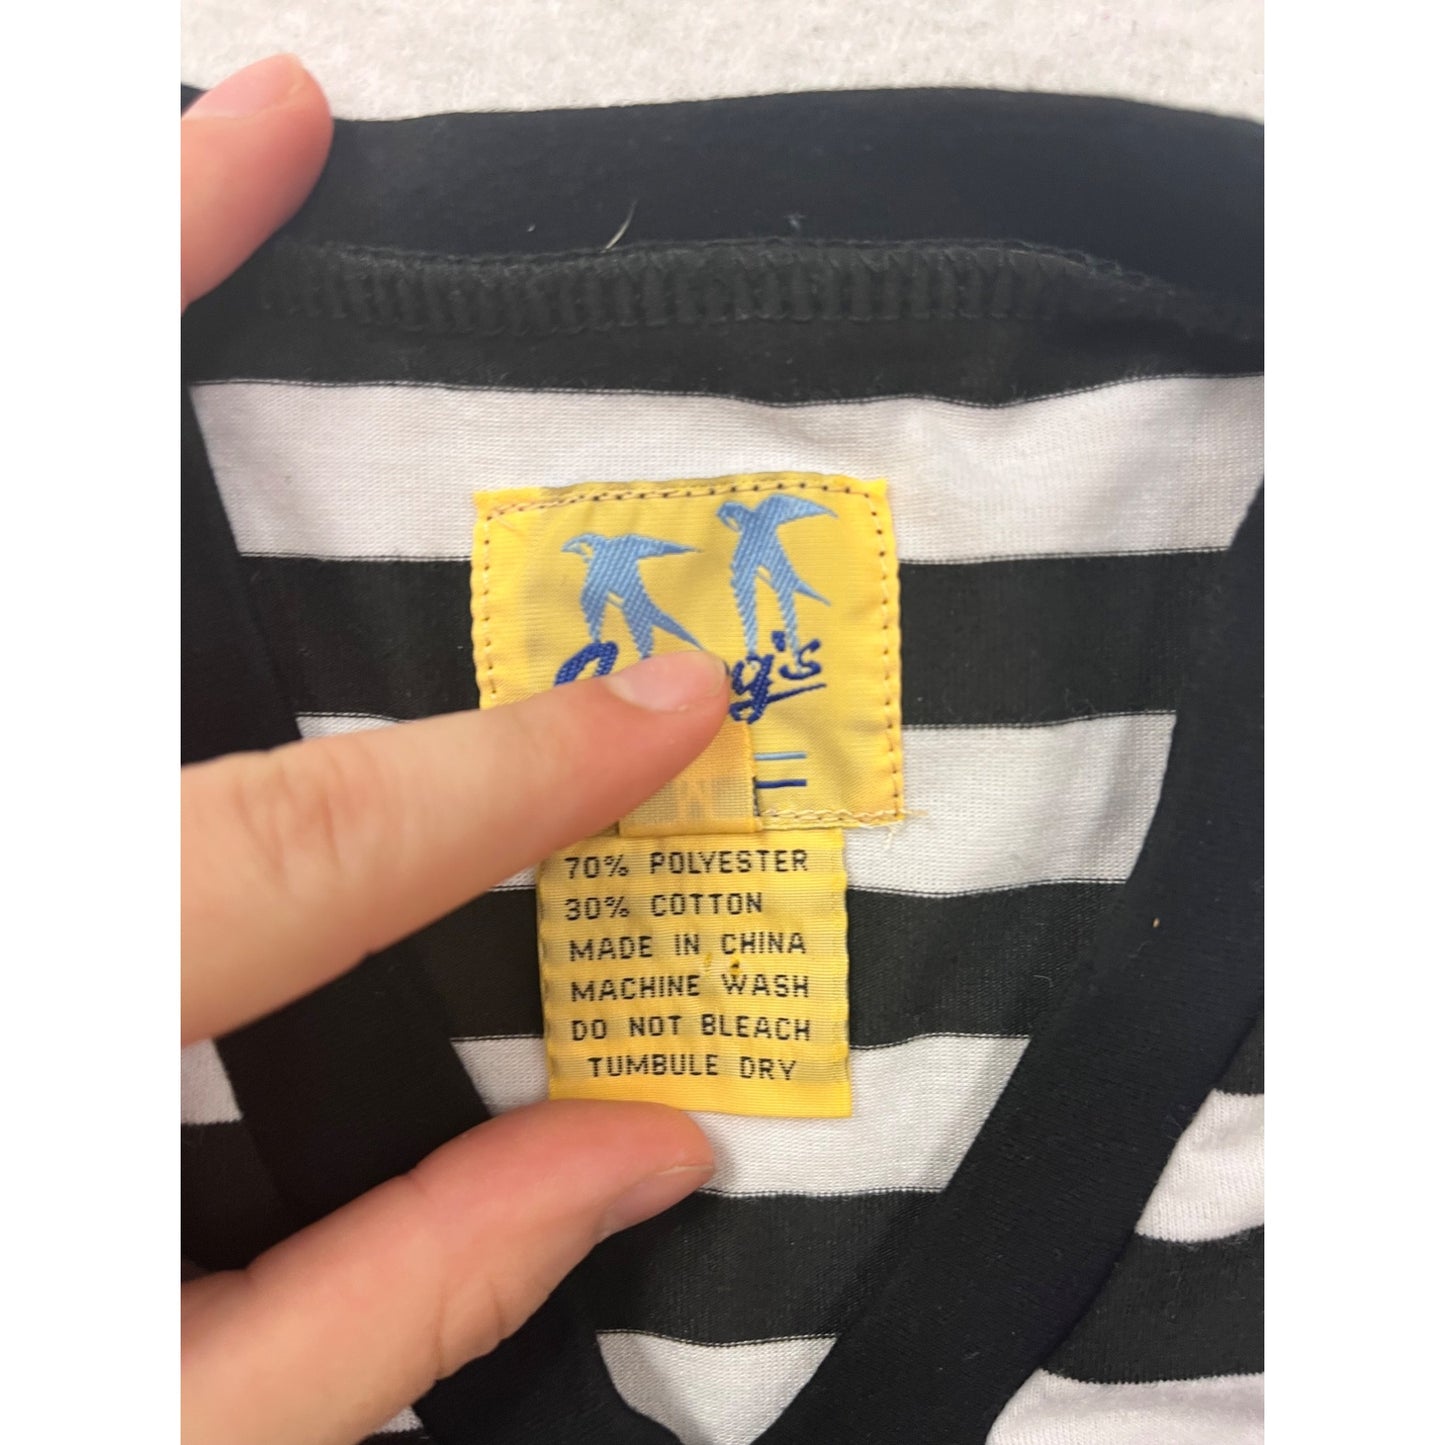 M
70% POLYESTER
30% COTTON
MADE IN CHINA
MACHINE WASH
DO NOT BLEACH
TUMBULE DRY